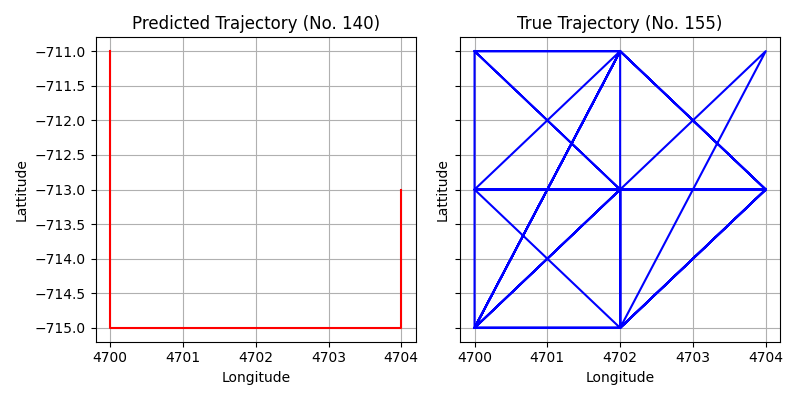 Predicted Trajectory (No. 140)
−711.0
−711.5
−712.0
−712.5
−713.0
−713.5
−714.0
−714.5
−715.0
Lattitude
4700 4701 4702 4703 4704
Longitude
True Trajectory (No. 155)
Lattitude
4700 4701 4702 4703 4704
Longitude